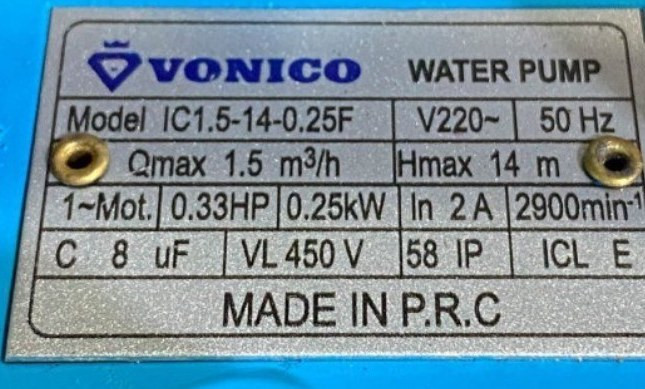 VONICO WATER PUMP
Model IC1.5-14-0.25F V220~ 50 Hz
Qmax 1.5 m³/h Hmax 14 m
1~Mot. 0.33HP 0.25kW In 2 A 2900min⁻¹
C 8 uF VL 450 V 58 IP ICL E
MADE IN P.R.C